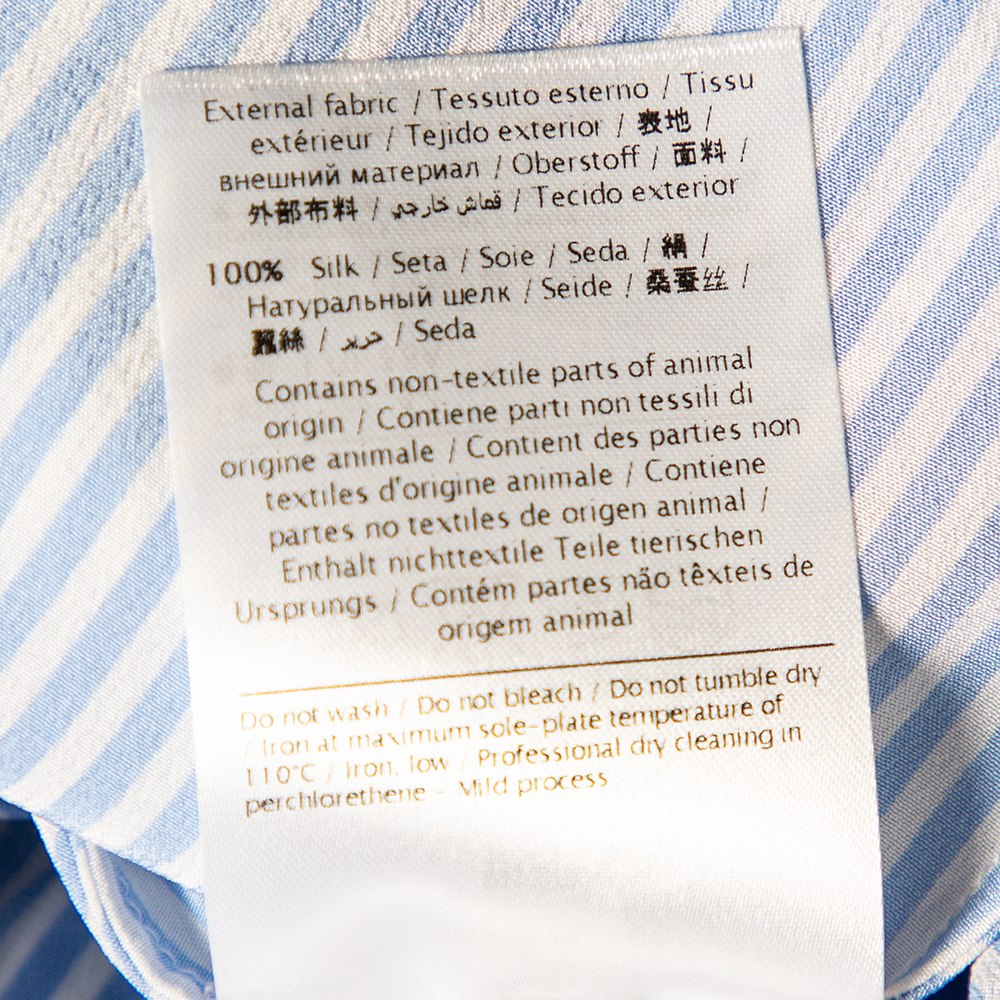 External fabric / Tessuto esterno / Tissu
extérieur / Tejido exterior / 表地 /
внешний материал / Oberstoff / 面料 /
外部布料 / قماش خارجي / Tecido exterior
100% Silk / Seta / Soie / Seda / 絹 /
Натуральный шелк / Seide / 桑蚕丝 /
蠶絲 / حرير / Seda
Contains non-textile parts of animal
origin / Contiene parti non tessili di
origine animale / Contient des parties non
textiles d'origine animale / Contiene
partes no textiles de origen animal /
Enthält nichttextile Teile tierischen
Ursprungs / Contém partes não têxteis de
origem animal
Do not wash / Do not bleach / Do not tumble dry
/ Iron at maximum sole-plate temperature of
110°C / Iron, low / Professional dry cleaning in
perchlorethene - Mild process